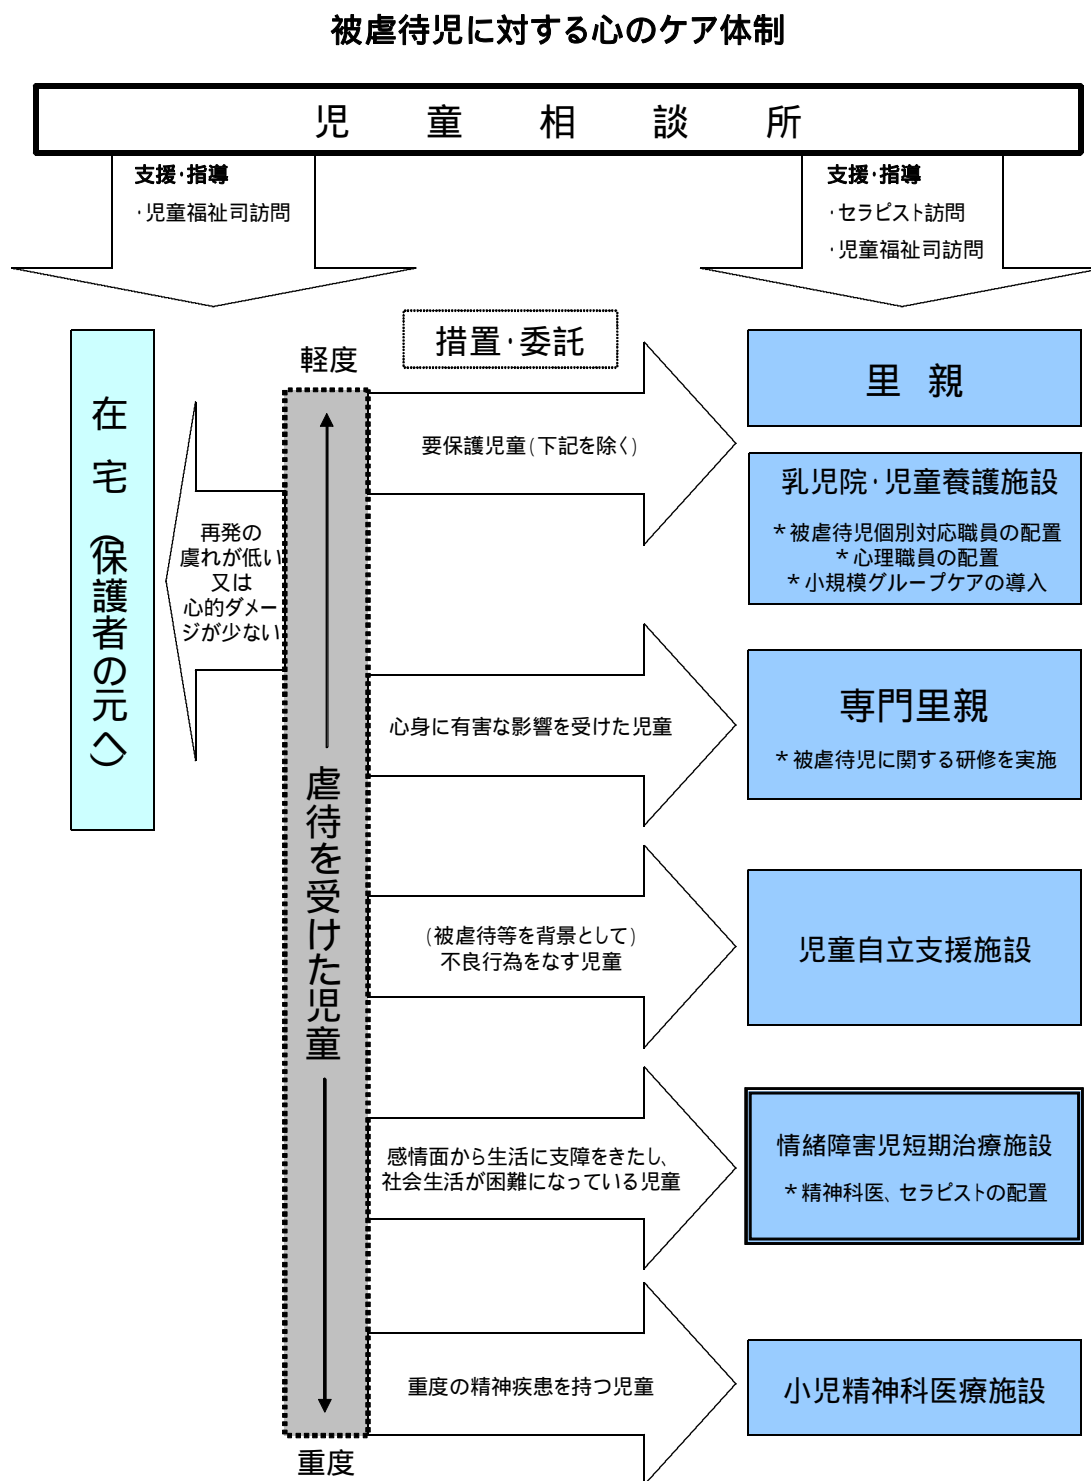 被虐待児に対する心のケア体制
児童相談所
支援・指導
・児童福祉司訪問
支援・指導
・セラピスト訪問
・児童福祉司訪問
措置・委託
軽度
在宅（保護者の元へ）
再発の
虞れが低い
又は
心的ダメー
ジが少ない
虐待を受けた児童
重度
要保護児童（下記を除く）
里親
乳児院・児童養護施設
＊被虐待児個別対応職員の配置
＊心理職員の配置
＊小規模グループケアの導入
心身に有害な影響を受けた児童
専門里親
＊被虐待児に関する研修を実施
（被虐待等を背景として）
不良行為をなす児童
児童自立支援施設
感情面から生活に支障をきたし、
社会生活が困難になっている児童
情緒障害児短期治療施設
＊精神科医、セラピストの配置
重度の精神疾患を持つ児童
小児精神科医療施設